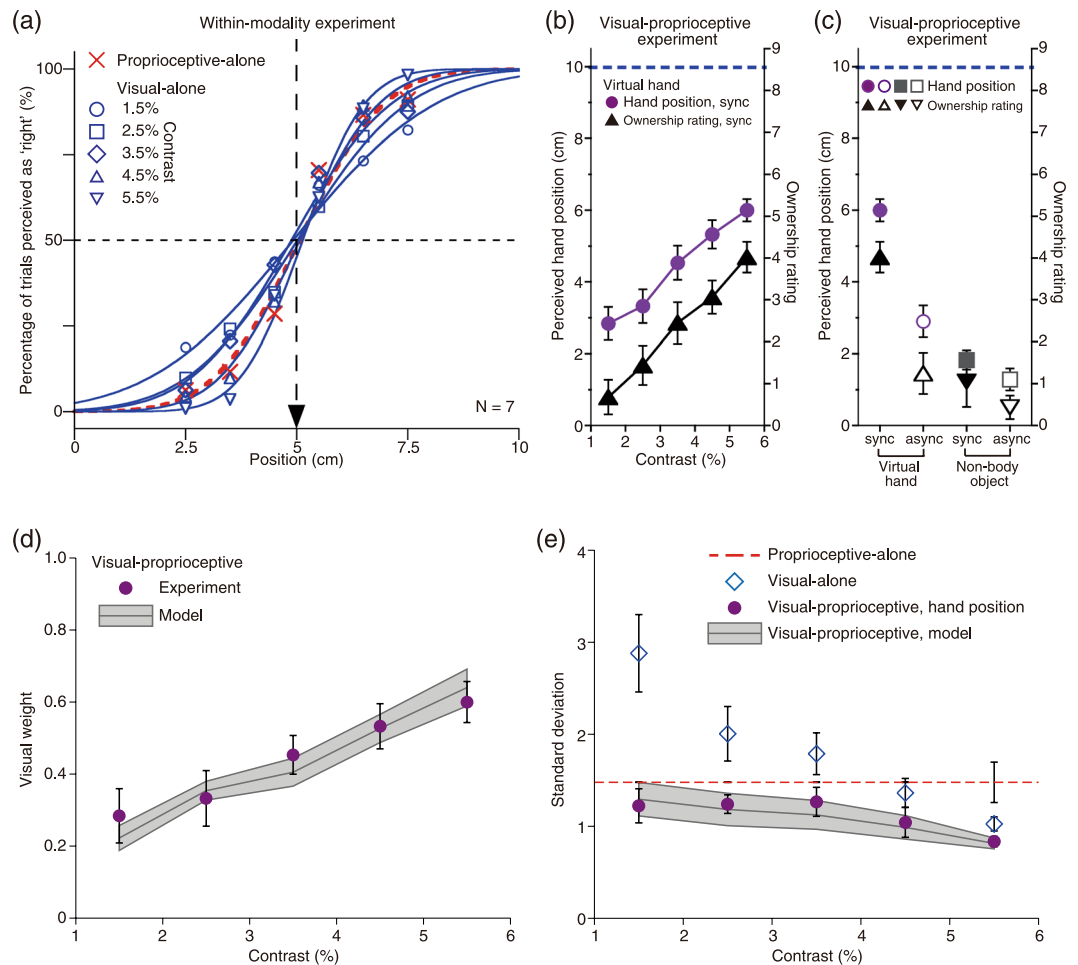 (a)
Within-modality experiment
Proprioceptive-alone
Visual-alone
1.5%
2.5%
3.5%
4.5%
5.5%
Contrast
Percentage of trials perceived as 'right' (%)
100
50
0
0
2.5
5
7.5
10
Position (cm)
N = 7
(b)
Visual-proprioceptive
experiment
Virtual hand
Hand position, sync
Ownership rating, sync
Perceived hand position (cm)
10
8
6
4
2
0
Ownership rating
9
8
7
6
5
4
3
2
1
0
1
2
3
4
5
6
Contrast (%)
(c)
Visual-proprioceptive
experiment
Hand position
Ownership rating
Perceived hand position (cm)
10
8
6
4
2
0
Ownership rating
9
8
7
6
5
4
3
2
1
0
sync
async
sync
async
Virtual
hand
Non-body
object
(d)
Visual-proprioceptive
Experiment
Model
Visual weight
1.0
0.8
0.6
0.4
0.2
0
1
2
3
4
5
6
Contrast (%)
(e)
Proprioceptive-alone
Visual-alone
Visual-proprioceptive, hand position
Visual-proprioceptive, model
Standard deviation
4
3
2
1
0
1
2
3
4
5
6
Contrast (%)